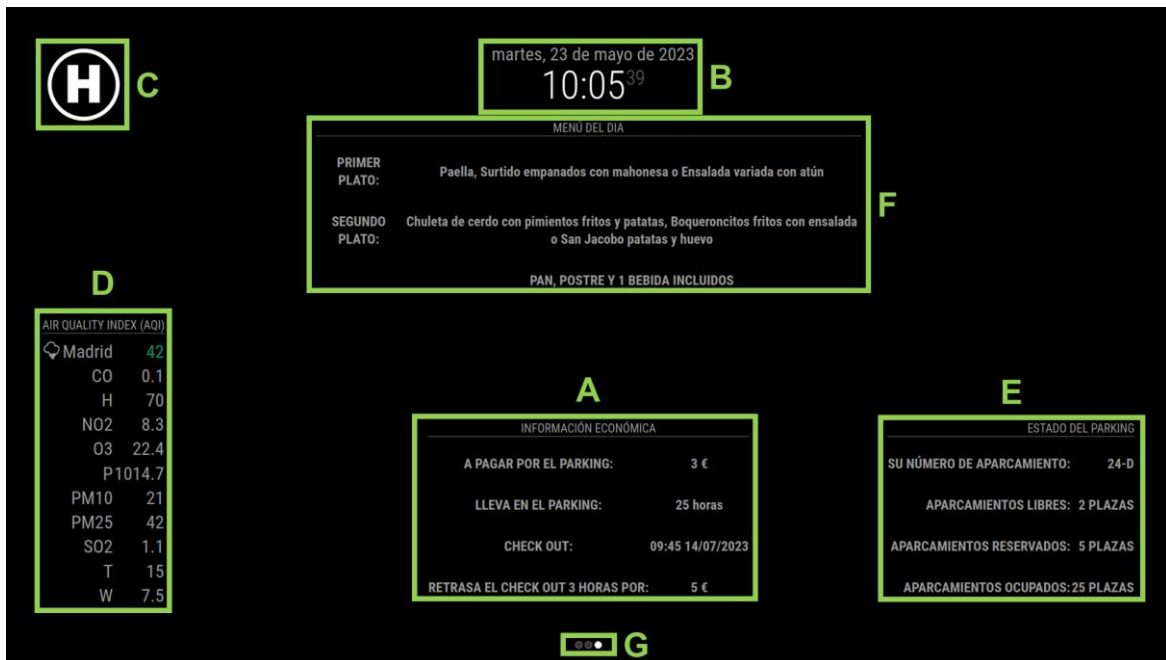 H
C
martes, 23 de mayo de 2023
10:05 39
B
MENÚ DEL DIA
PRIMER
PLATO:
Paella, Surtido empanados con mahonesa o Ensalada variada con atún
SEGUNDO
PLATO:
Chuleta de cerdo con pimientos fritos y patatas, Boqueroncitos fritos con ensalada
o San Jacobo patatas y huevo
PAN, POSTRE Y 1 BEBIDA INCLUIDOS
F
D
AIR QUALITY INDEX (AQI)
Madrid 42
CO 0.1
H 70
NO2 8.3
O3 22.4
P 1014.7
PM10 21
PM25 42
SO2 1.1
T 15
W 7.5
A
INFORMACIÓN ECONÓMICA
A PAGAR POR EL PARKING: 3 €
LLEVA EN EL PARKING: 25 horas
CHECK OUT: 09:45 14/07/2023
RETRASA EL CHECK OUT 3 HORAS POR: 5 €
E
ESTADO DEL PARKING
SU NÚMERO DE APARCAMIENTO: 24-D
APARCAMIENTOS LIBRES: 2 PLAZAS
APARCAMIENTOS RESERVADOS: 5 PLAZAS
APARCAMIENTOS OCUPADOS: 25 PLAZAS
G